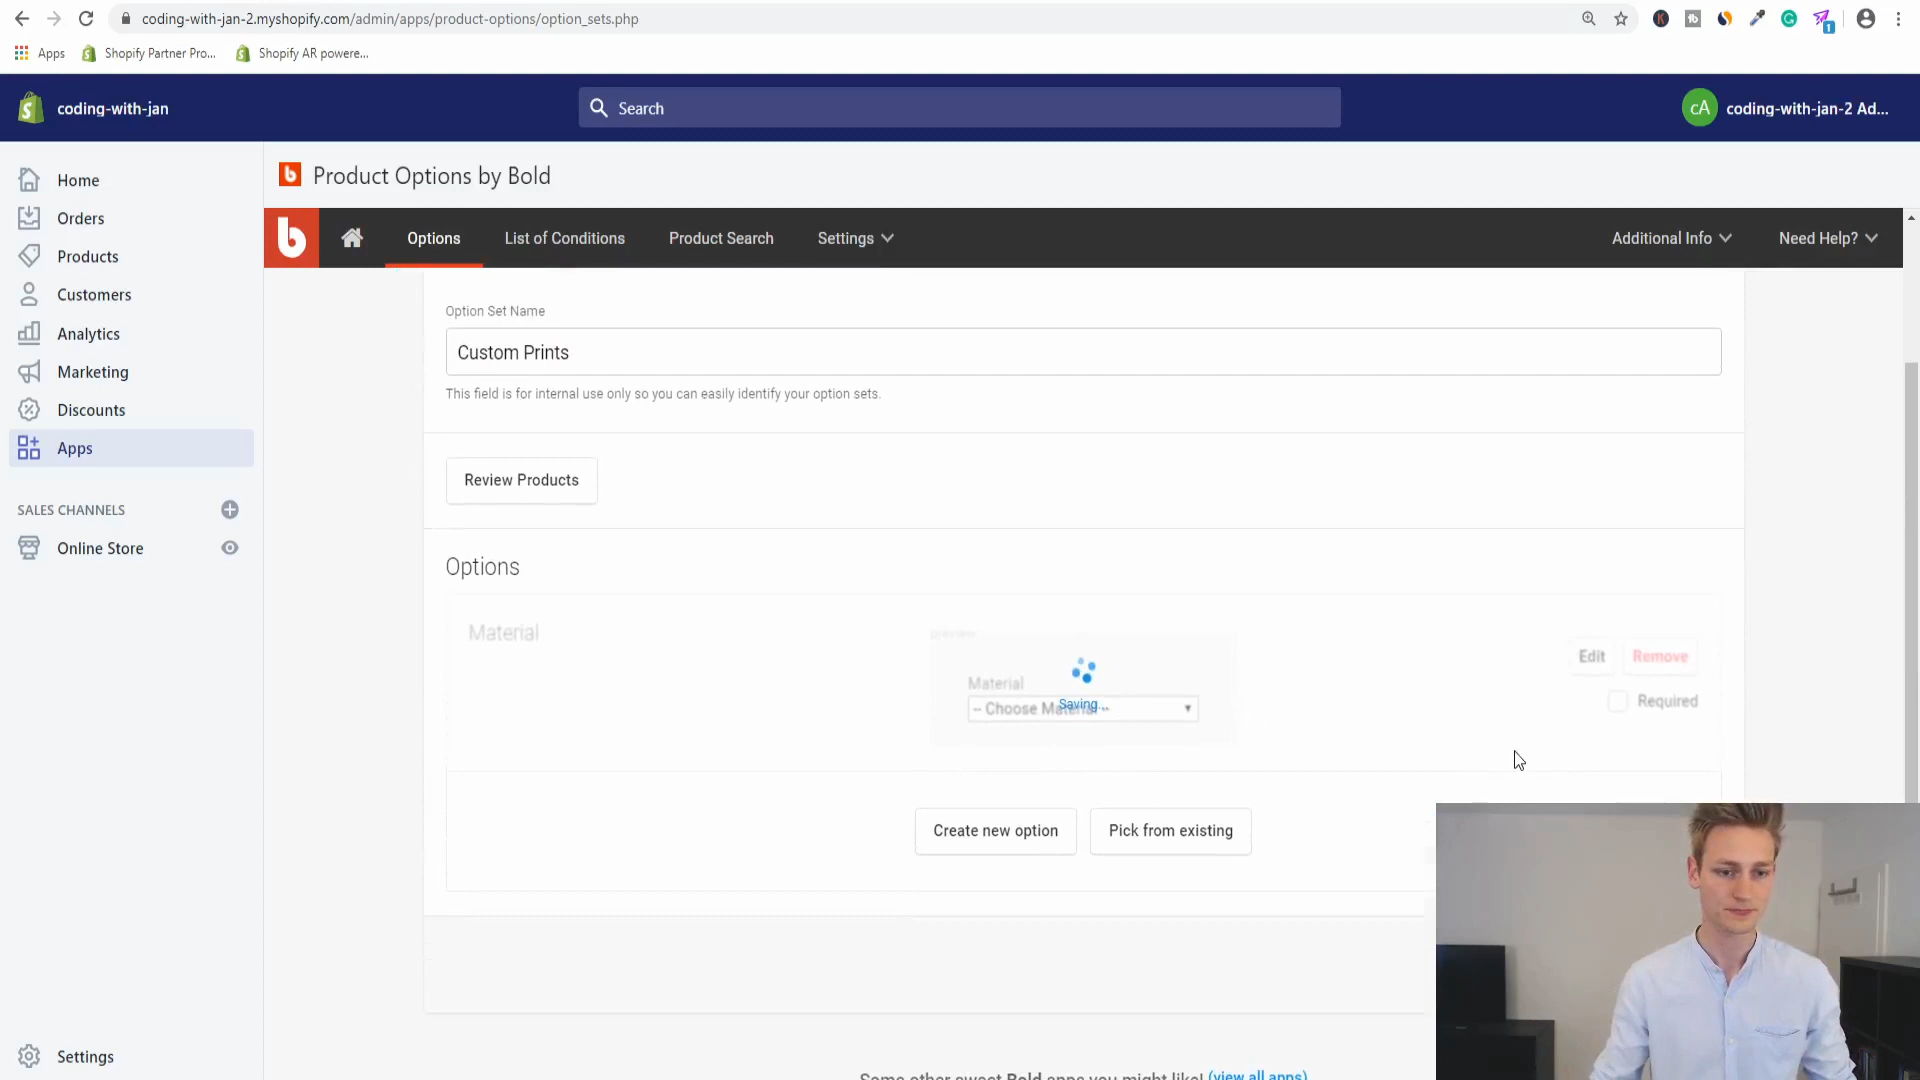 coding-with-jan-2.myshopify.com/admin/apps/product-options/option_sets.php
1
Apps
Shopify Partner Pro...
Shopify AR powere...
coding-with-jan
Search
cA
coding-with-jan-2 Ad...
Home
Orders
Products
Customers
Analytics
Marketing
Discounts
Apps
SALES CHANNELS
Online Store
Settings
Product Options by Bold
Options
List of Conditions
Product Search
Settings
Additional Info
Need Help?
Option Set Name
Custom Prints
This field is for internal use only so you can easily identify your option sets.
Review Products
Options
Material
Material
-- Choose Material --
Saving...
Edit
Remove
Required
Create new option
Pick from existing
Some other sweet Bold apps you might like! (view all apps)